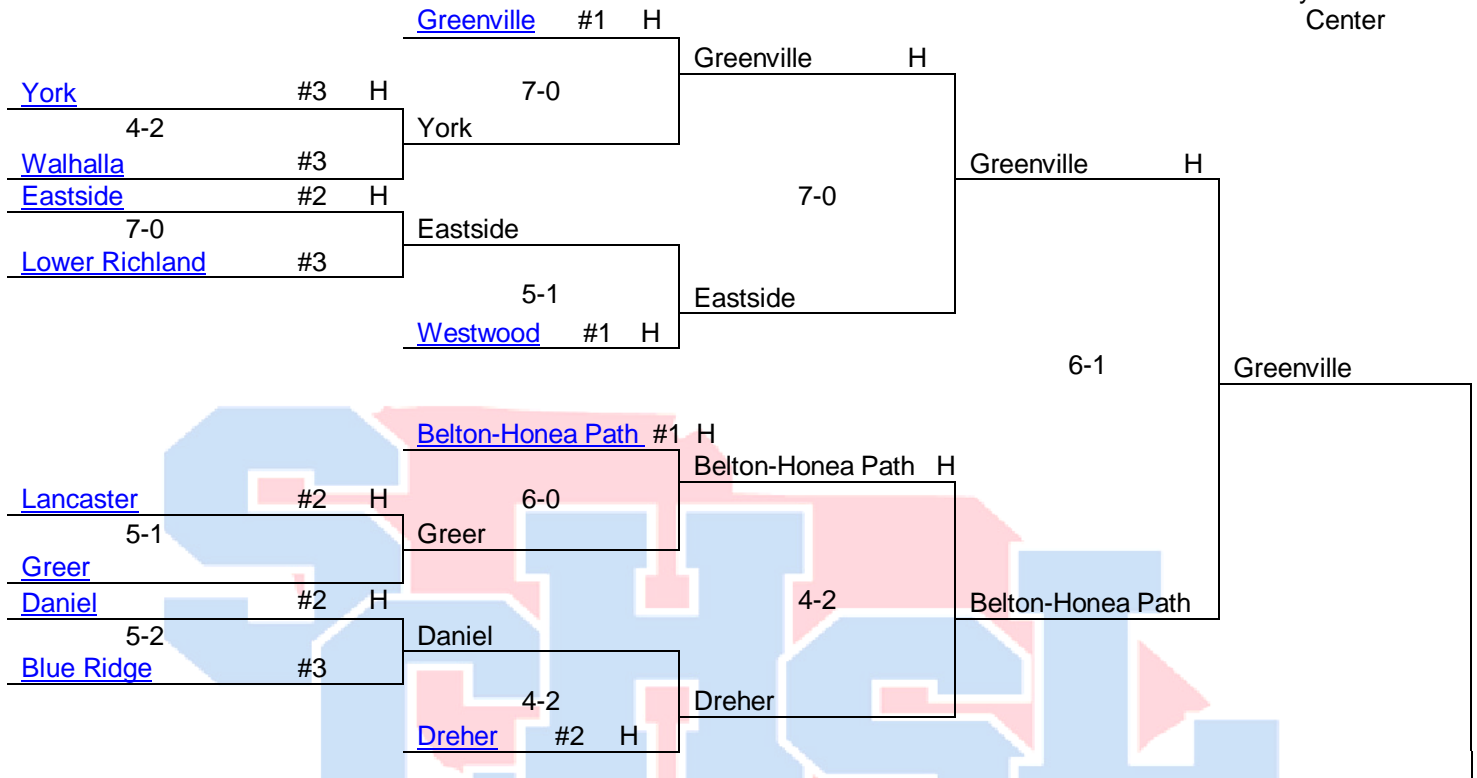 Center
Greenville #1 H
Greenville H
York #3 H
7-0
4-2
York
Walhalla #3
Greenville H
Eastside #2 H
7-0
7-0
Eastside
Lower Richland #3
5-1
Eastside
Westwood #1 H
6-1
Greenville
Belton-Honea Path #1 H
Belton-Honea Path H
Lancaster #2 H
6-0
5-1
Greer
Greer
Daniel #2 H
4-2
Belton-Honea Path
5-2
Daniel
Blue Ridge #3
4-2
Dreher
Dreher #2 H
SCHSL